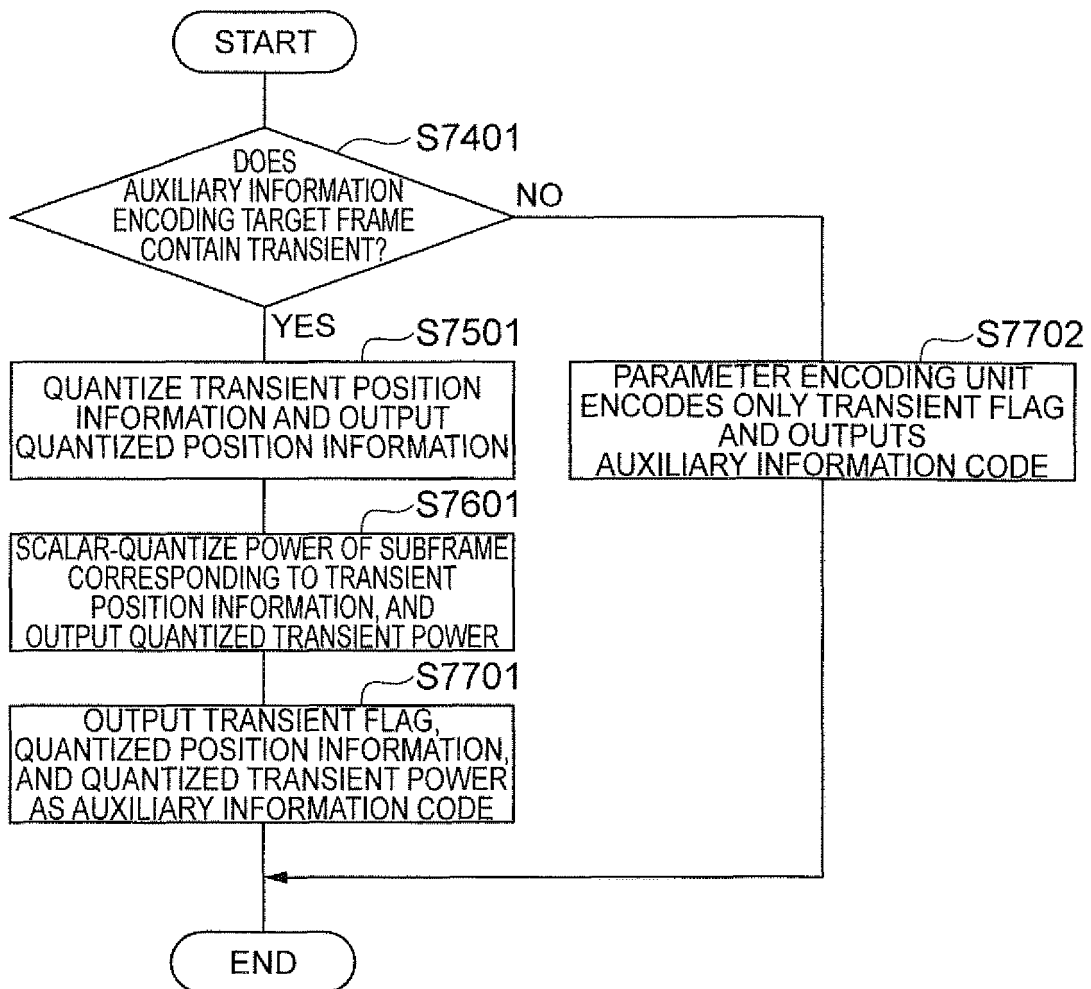 START
S7401
DOES
AUXILIARY INFORMATION
ENCODING TARGET FRAME
CONTAIN TRANSIENT?
NO
YES
S7501
QUANTIZE TRANSIENT POSITION
INFORMATION AND OUTPUT
QUANTIZED POSITION INFORMATION
S7702
PARAMETER ENCODING UNIT
ENCODES ONLY TRANSIENT FLAG
AND OUTPUTS
AUXILIARY INFORMATION CODE
S7601
SCALAR-QUANTIZE POWER OF SUBFRAME
CORRESPONDING TO TRANSIENT
POSITION INFORMATION, AND
OUTPUT QUANTIZED TRANSIENT POWER
S7701
OUTPUT TRANSIENT FLAG,
QUANTIZED POSITION INFORMATION,
AND QUANTIZED TRANSIENT POWER
AS AUXILIARY INFORMATION CODE
END